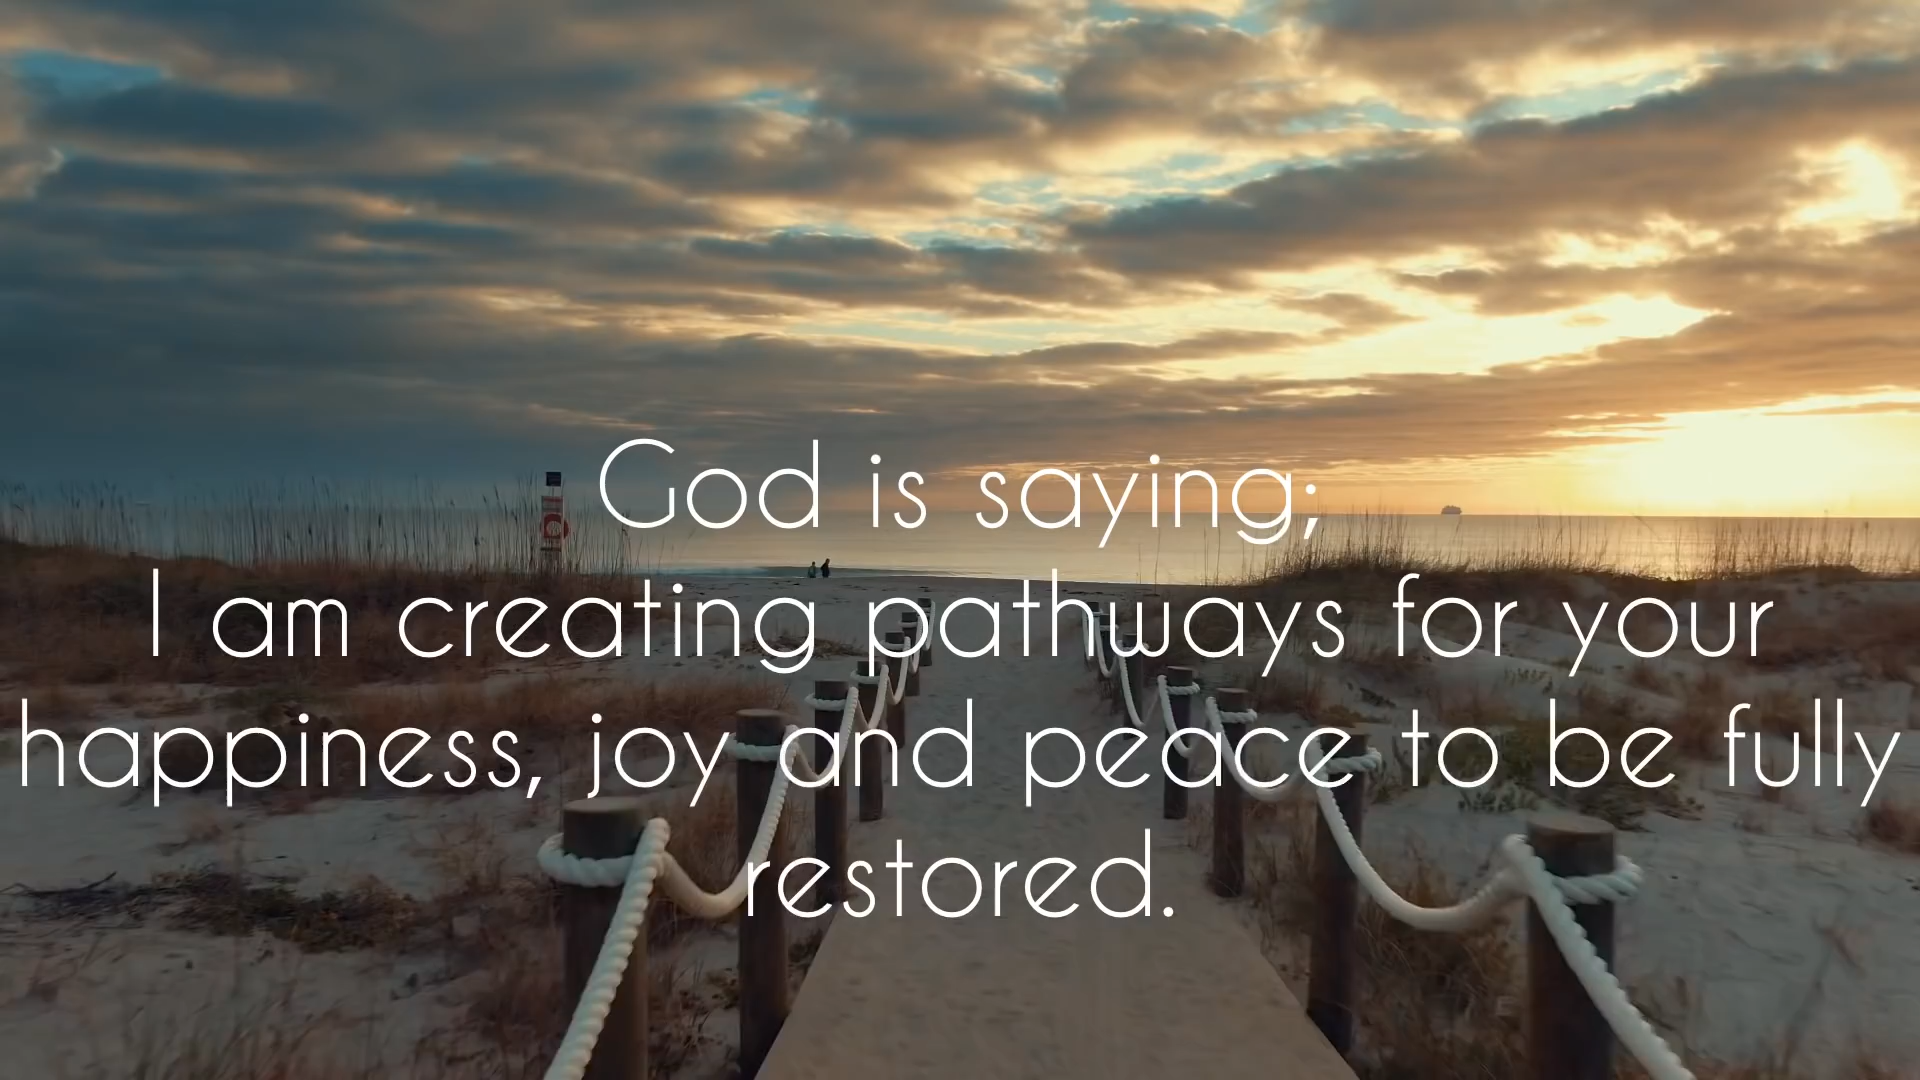 God is saying;
I am creating pathways for your
happiness, joy and peace to be fully
restored.